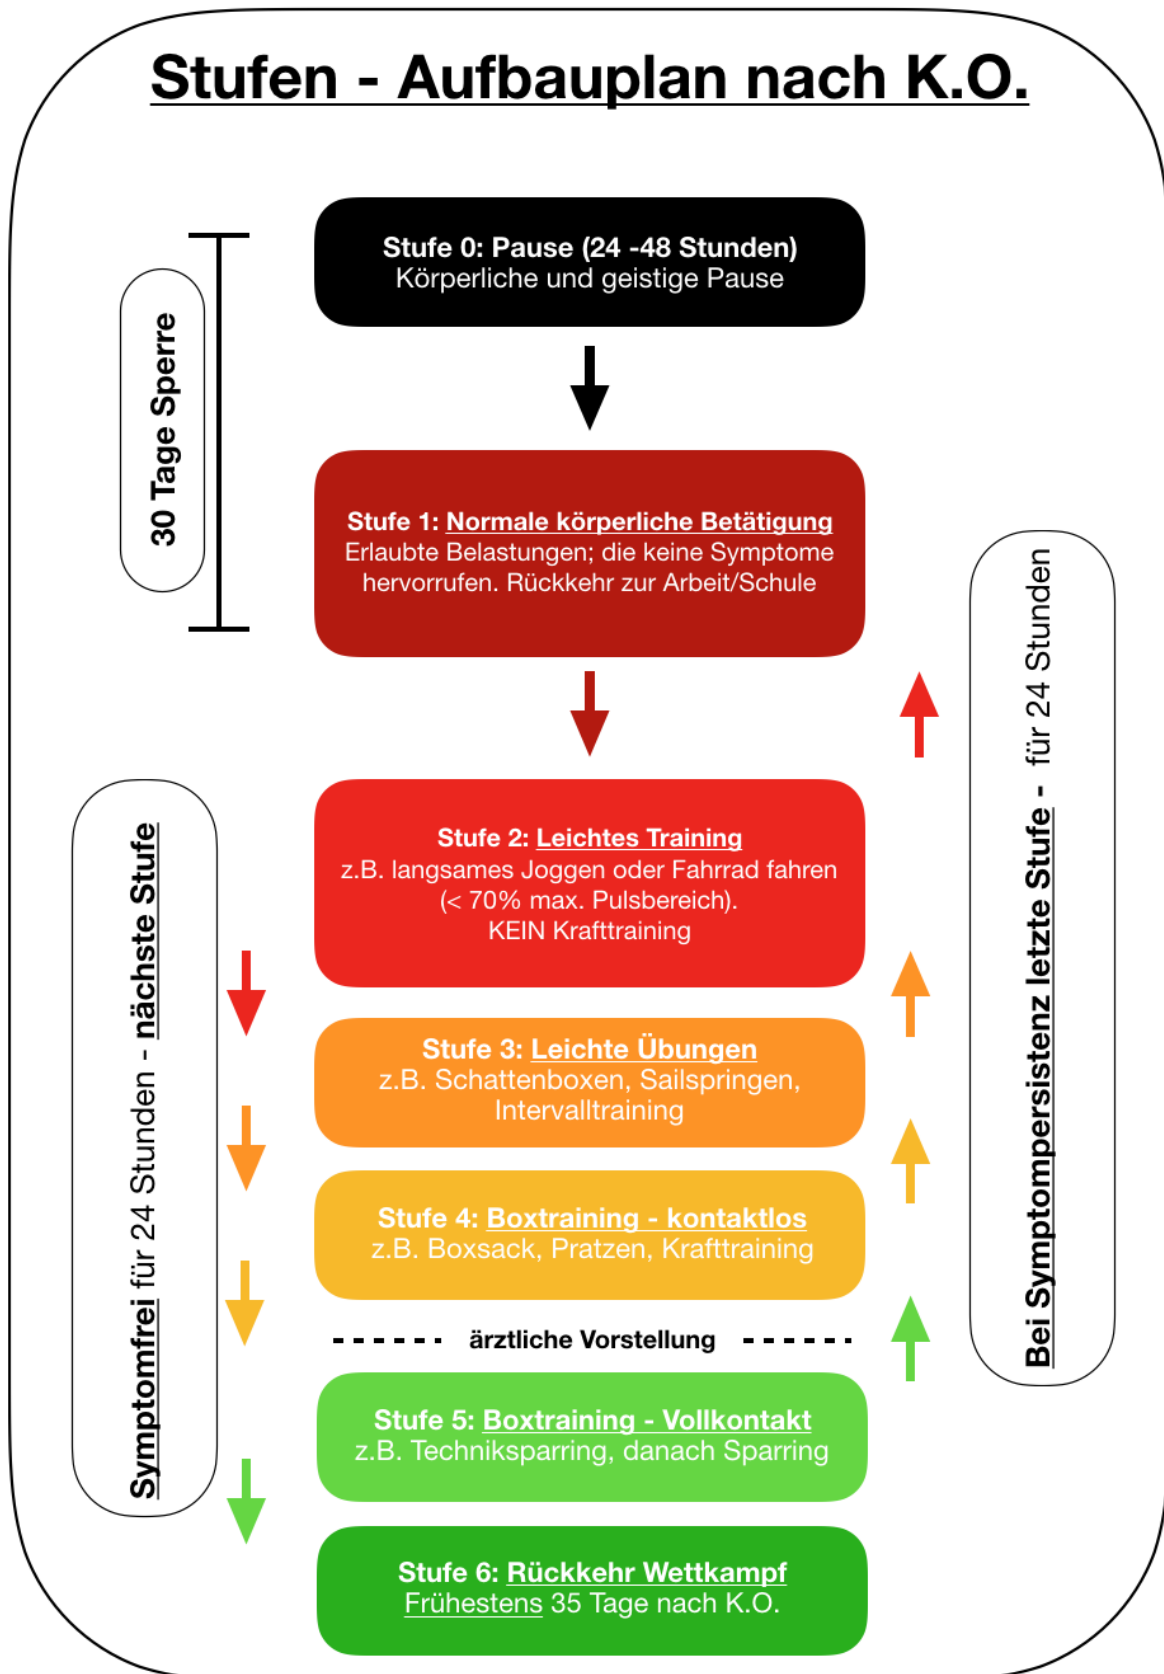 Stufen - Aufbauplan nach K.O.
Stufe 0: Pause (24 -48 Stunden)
Körperliche und geistige Pause
30 Tage Sperre
Stufe 1: Normale körperliche Betätigung
Erlaubte Belastungen; die keine Symptome
hervorrufen. Rückkehr zur Arbeit/Schule
Bei Symptompersistenz letzte Stufe - für 24 Stunden
Symptomfrei für 24 Stunden - nächste Stufe
Stufe 2: Leichtes Training
z.B. langsames Joggen oder Fahrrad fahren
(< 70% max. Pulsbereich).
KEIN Krafttraining
Stufe 3: Leichte Übungen
z.B. Schattenboxen, Sailspringen,
Intervalltraining
Stufe 4: Boxtraining - kontaktlos
z.B. Boxsack, Pratzen, Krafttraining
ärztliche Vorstellung
Stufe 5: Boxtraining - Vollkontakt
z.B. Techniksparring, danach Sparring
Stufe 6: Rückkehr Wettkampf
Frühestens 35 Tage nach K.O.